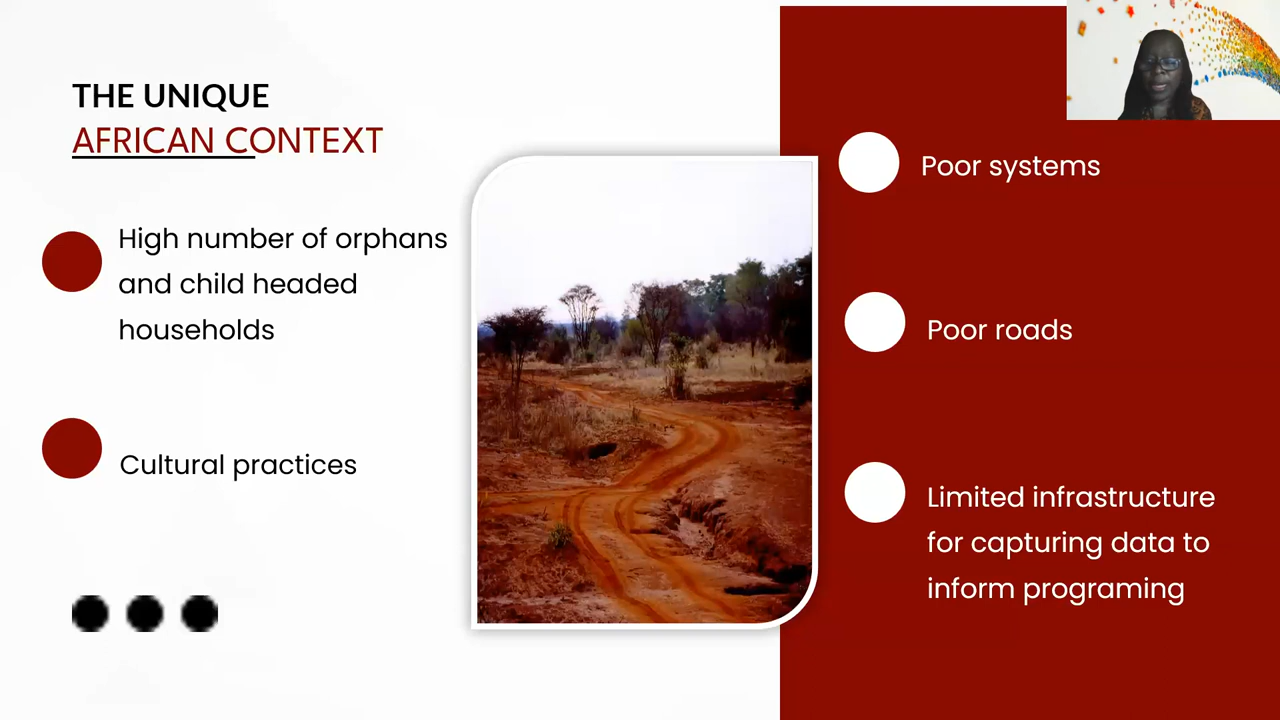 THE UNIQUE
AFRICAN CONTEXT
High number of orphans
and child headed
households
Cultural practices
Poor systems
Poor roads
Limited infrastructure
for capturing data to
inform programing